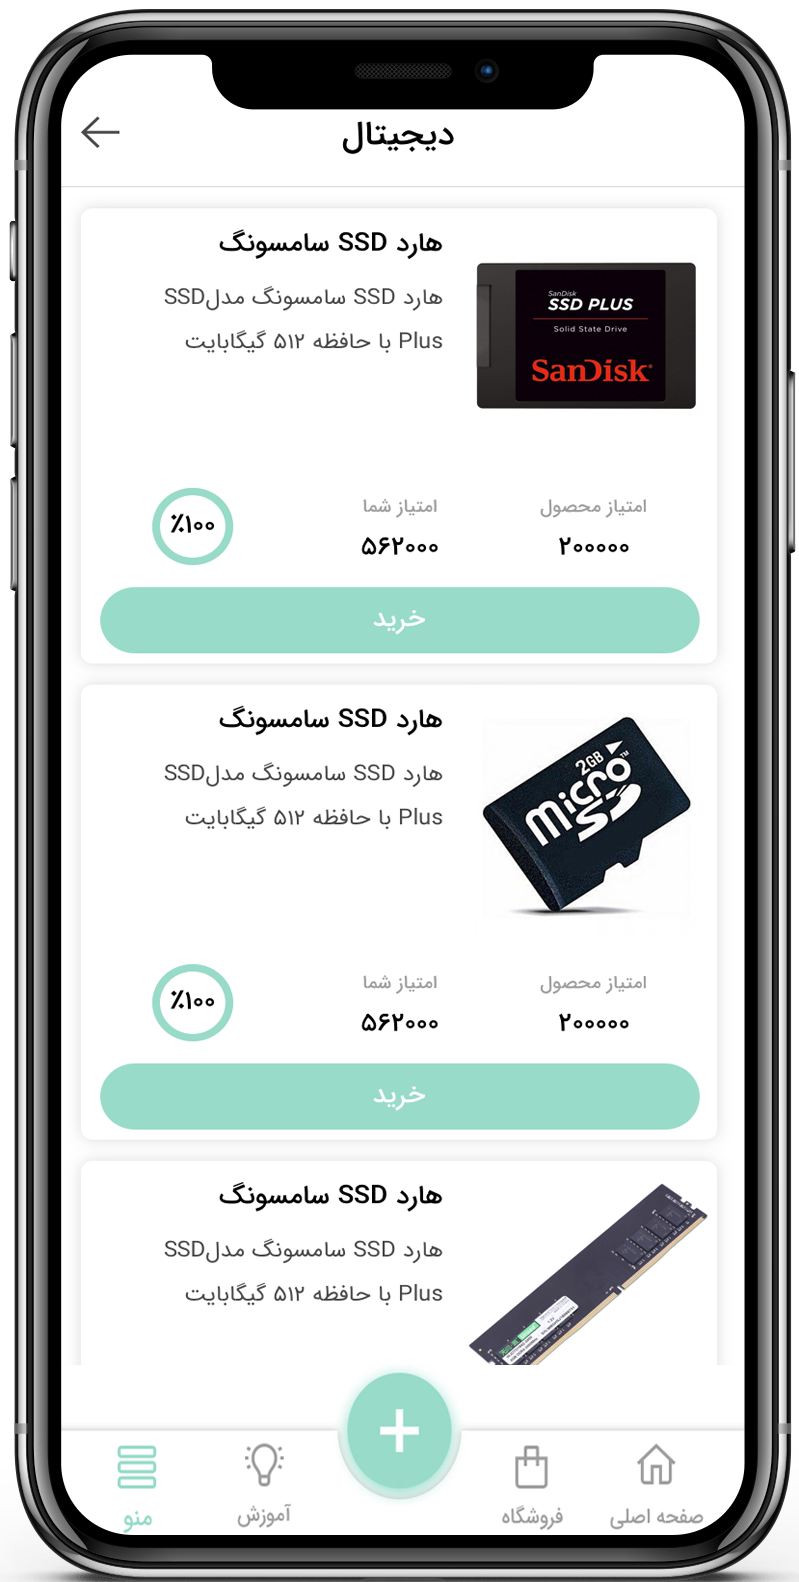 دیجیتال
هارد SSD سامسونگ
هارد SSD سامسونگ مدلSSD
Plus با حافظه ۵۱۲ گیگابایت
SanDisk
SSD PLUS
Solid State Drive
SanDisk
امتیاز محصول
۲۰۰۰۰۰
امتیاز شما
۵۶۲۰۰۰
٪۱۰۰
خرید
هارد SSD سامسونگ
هارد SSD سامسونگ مدلSSD
Plus با حافظه ۵۱۲ گیگابایت
2GB
Micro™
SD
امتیاز محصول
۲۰۰۰۰۰
امتیاز شما
۵۶۲۰۰۰
٪۱۰۰
خرید
هارد SSD سامسونگ
هارد SSD سامسونگ مدلSSD
Plus با حافظه ۵۱۲ گیگابایت
صفحه اصلی
فروشگاه
+
آموزش
منو